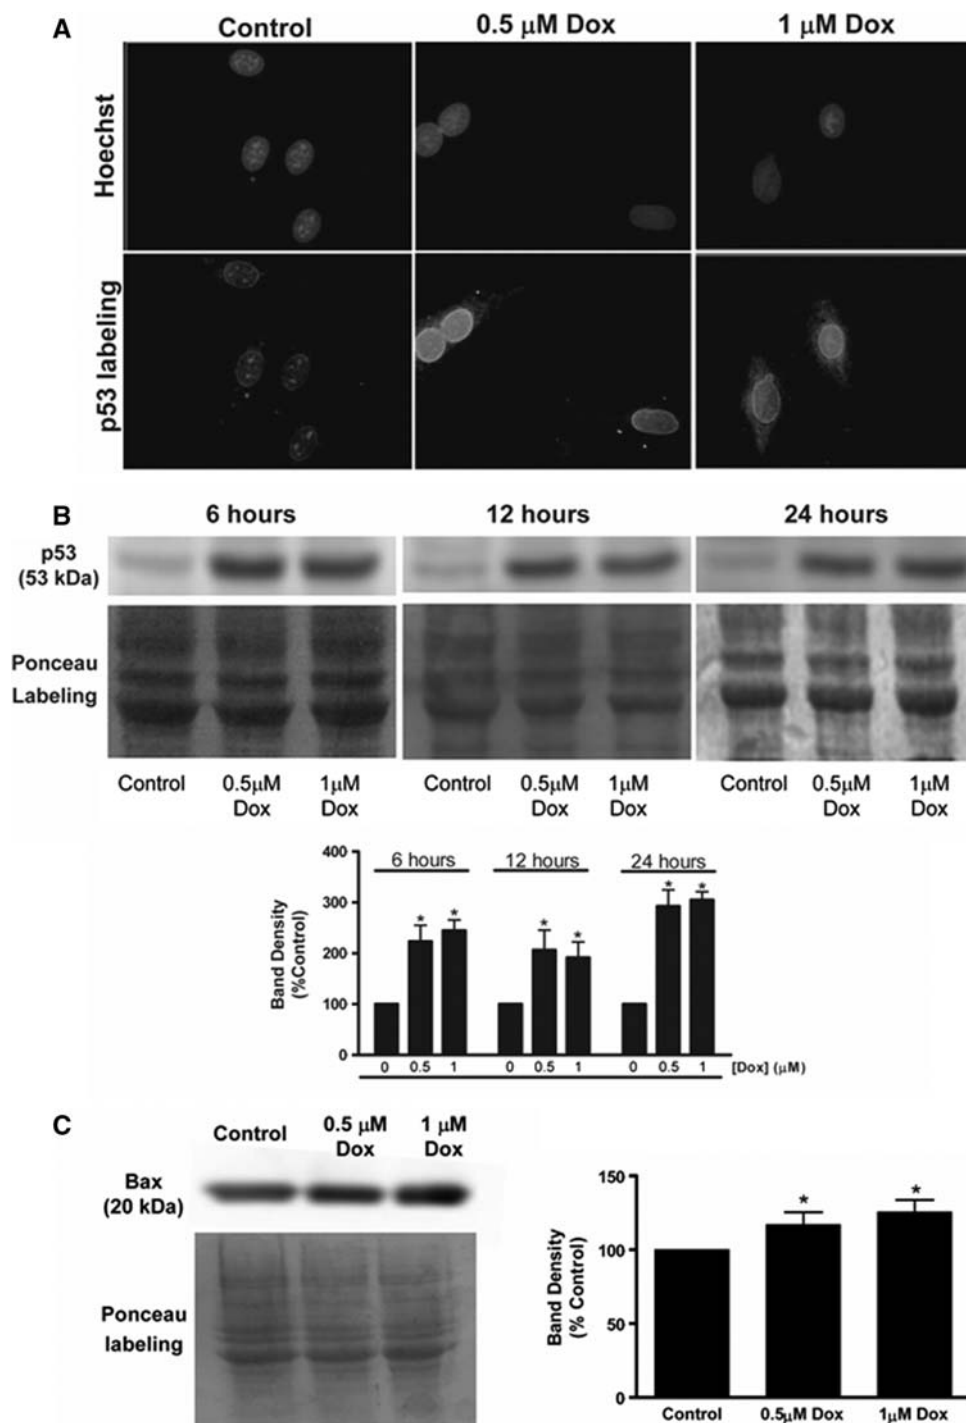 A
Control
0.5 μM Dox
1 μM Dox
Hoechst
p53 labeling
B
6 hours
12 hours
24 hours
p53
(53 kDa)
Ponceau
Labeling
Control
0.5μM
Dox
1μM
Dox
Control
0.5μM
Dox
1μM
Dox
Control
0.5μM
Dox
1μM
Dox
Band Density
(%Control)
400
300
200
100
0
6 hours
12 hours
24 hours
* * * * * *
0 0.5 1 0 0.5 1 0 0.5 1 [Dox] (μM)
C
Control
0.5 μM
Dox
1 μM
Dox
Bax
(20 kDa)
Ponceau
labeling
Band Density
(% Control)
150
100
50
0
* *
Control 0.5μM Dox 1μM Dox